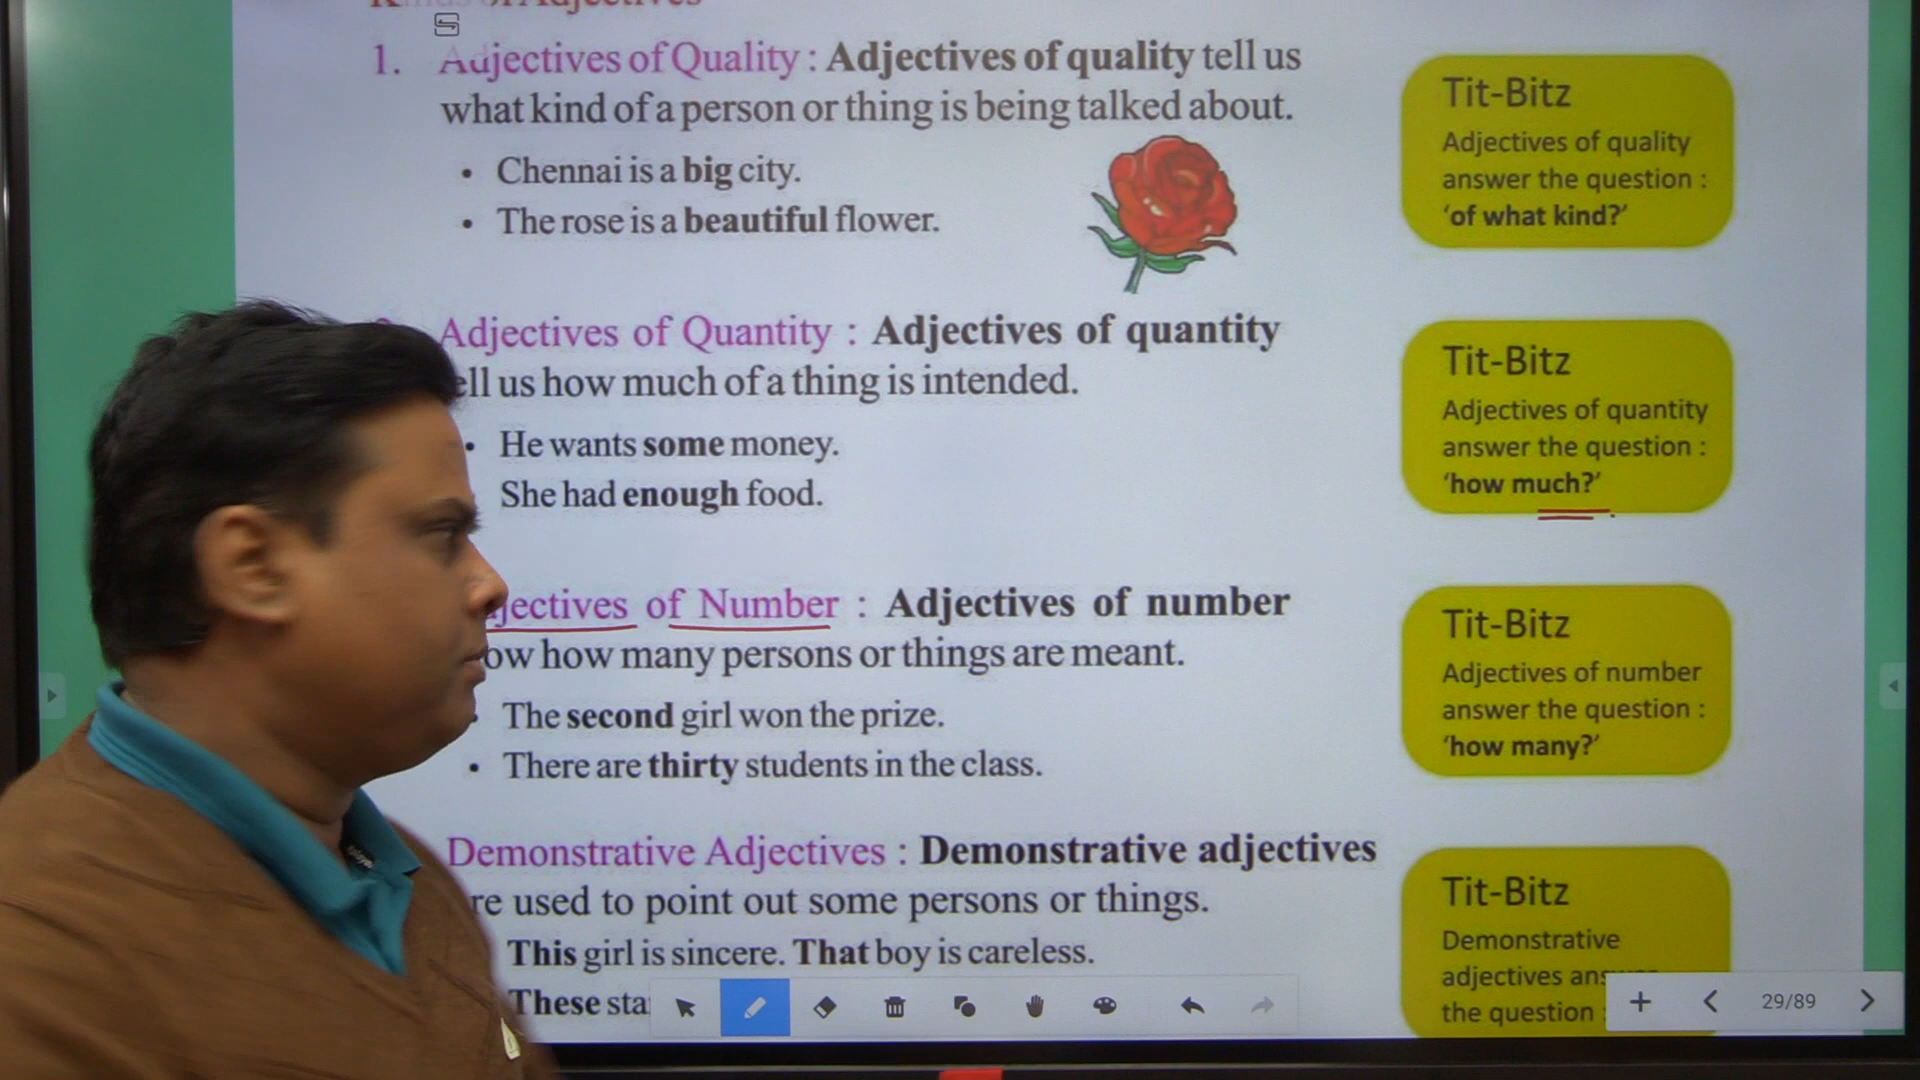 1. Adjectives of Quality : Adjectives of quality tell us
what kind of a person or thing is being talked about.
• Chennai is a big city.
• The rose is a beautiful flower.
Tit-Bitz
Adjectives of quality
answer the question :
‘of what kind?’
Adjectives of Quantity : Adjectives of quantity
ell us how much of a thing is intended.
• He wants some money.
She had enough food.
Tit-Bitz
Adjectives of quantity
answer the question :
‘how much?’
jectives of Number : Adjectives of number
ow how many persons or things are meant.
• The second girl won the prize.
• There are thirty students in the class.
Tit-Bitz
Adjectives of number
answer the question :
‘how many?’
Demonstrative Adjectives : Demonstrative adjectives
re used to point out some persons or things.
This girl is sincere. That boy is careless.
These sta
Tit-Bitz
Demonstrative
adjectives ans
the question
29/89